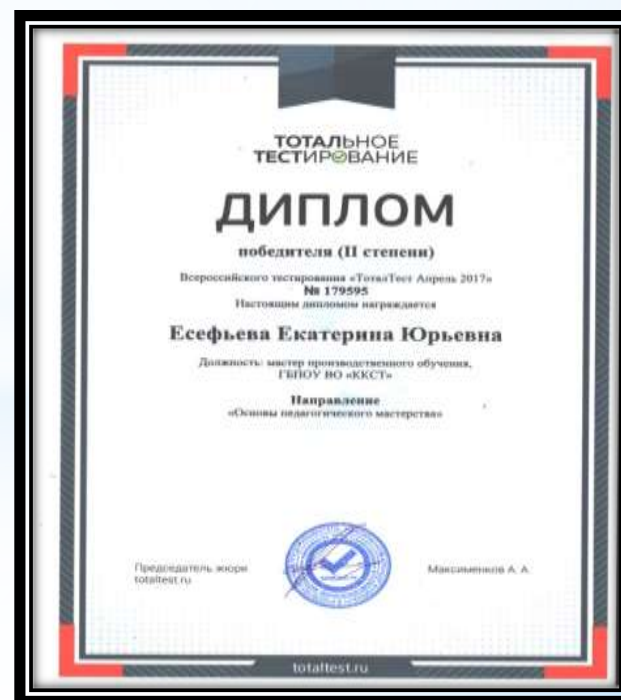 ТОТАЛЬНОЕ
ТЕСТИРОВАНИЕ
ДИПЛОМ
победителя (II степени)
Всероссийского тестирования «ТоталТест Апрель 2017»
№ 179595
Настоящим дипломом награждается
Есефьева Екатерина Юрьевна
Должность: мастер производственного обучения,
ГБПОУ ВО «ККСТ»
Направление
«Основы педагогического мастерства»
Председатель жюри
totaltest.ru
Максименков А. А.
totaltest.ru